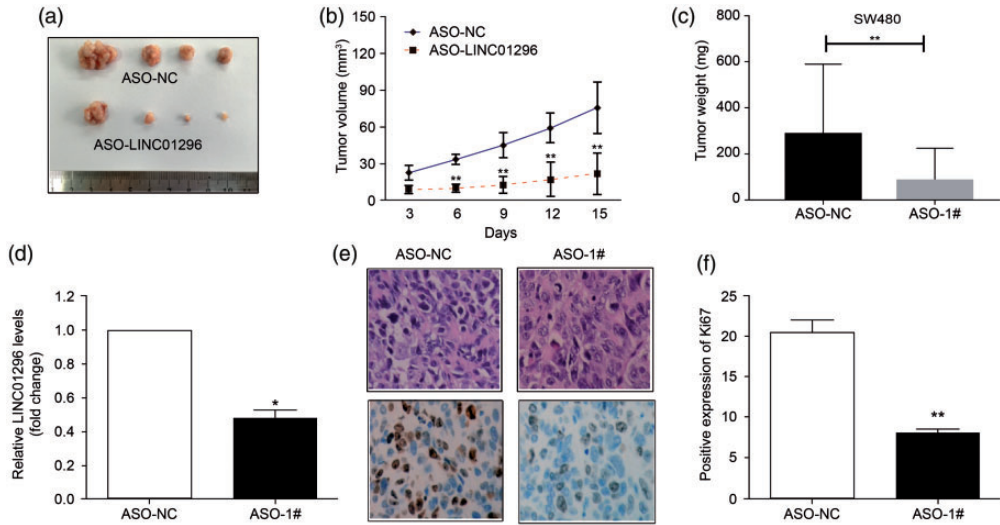 (a)
ASO-NC
ASO-LINC01296
(b)
ASO-NC
ASO-LINC01296
Tumor volume (mm³)
150
120
90
60
30
0
**
**
**
**
3 6 9 12 15
Days
(c)
SW480
**
Tumor weight (mg)
800
600
400
200
0
ASO-NC ASO-1#
(d)
Relative LINC01296 levels
(fold change)
1.2
1.0
0.8
0.6
0.4
0.2
0.0
*
ASO-NC ASO-1#
(e)
ASO-NC ASO-1#
(f)
Positive expression of Ki67
25
20
15
10
5
0
**
ASO-NC ASO-1#